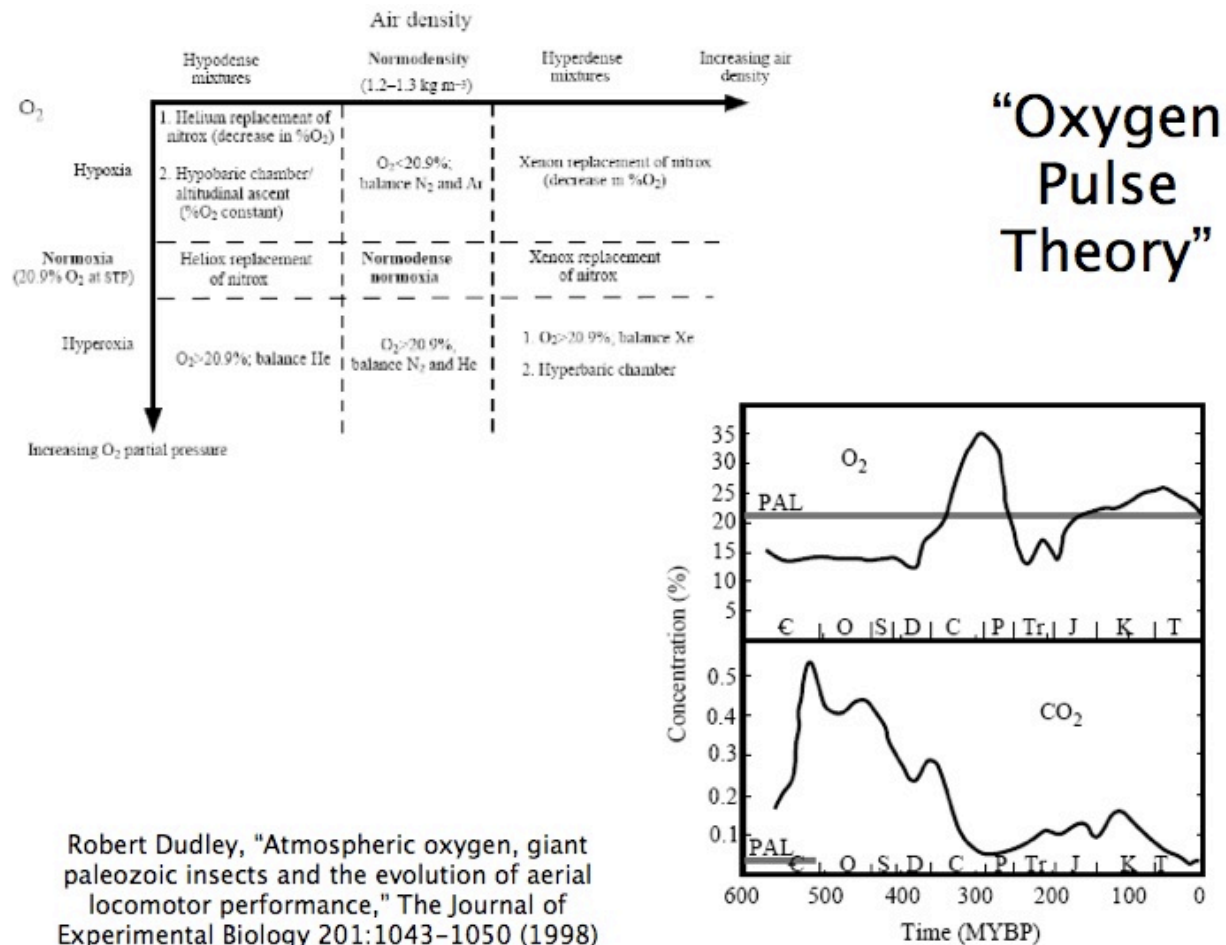 Air density
Hypodense
mixtures
Normodensity
(1.2–1.3 kg m⁻³)
Hyperdense
mixtures
Increasing air
density
O₂
Hypoxia
1. Helium replacement of
nitrox (decrease in %O₂)
2. Hypobaric chamber/
altitudinal ascent
(%O₂ constant)
O₂<20.9%;
balance N₂ and Ar
Xenon replacement of nitrox
(decrease in %O₂)
Normoxia
(20.9% O₂ at STP)
Heliox replacement
of nitrox
Normodense
normoxia
Xenox replacement
of nitrox
Hyperoxia
O₂>20.9%; balance He
O₂>20.9%,
balance N₂ and He
1. O₂>20.9%; balance Xe
2. Hyperbaric chamber
Increasing O₂ partial pressure
“Oxygen
Pulse
Theory”
35
30
25
20
15
10
5
O₂
PAL
Є O S D C P Tr J K T
Concentration (%)
0.5
0.4
0.3
0.2
0.1
CO₂
PAL
Є O S D C P Tr J K T
600 500 400 300 200 100 0
Time (MYBP)
Robert Dudley, "Atmospheric oxygen, giant
paleozoic insects and the evolution of aerial
locomotor performance," The Journal of
Experimental Biology 201:1043–1050 (1998)